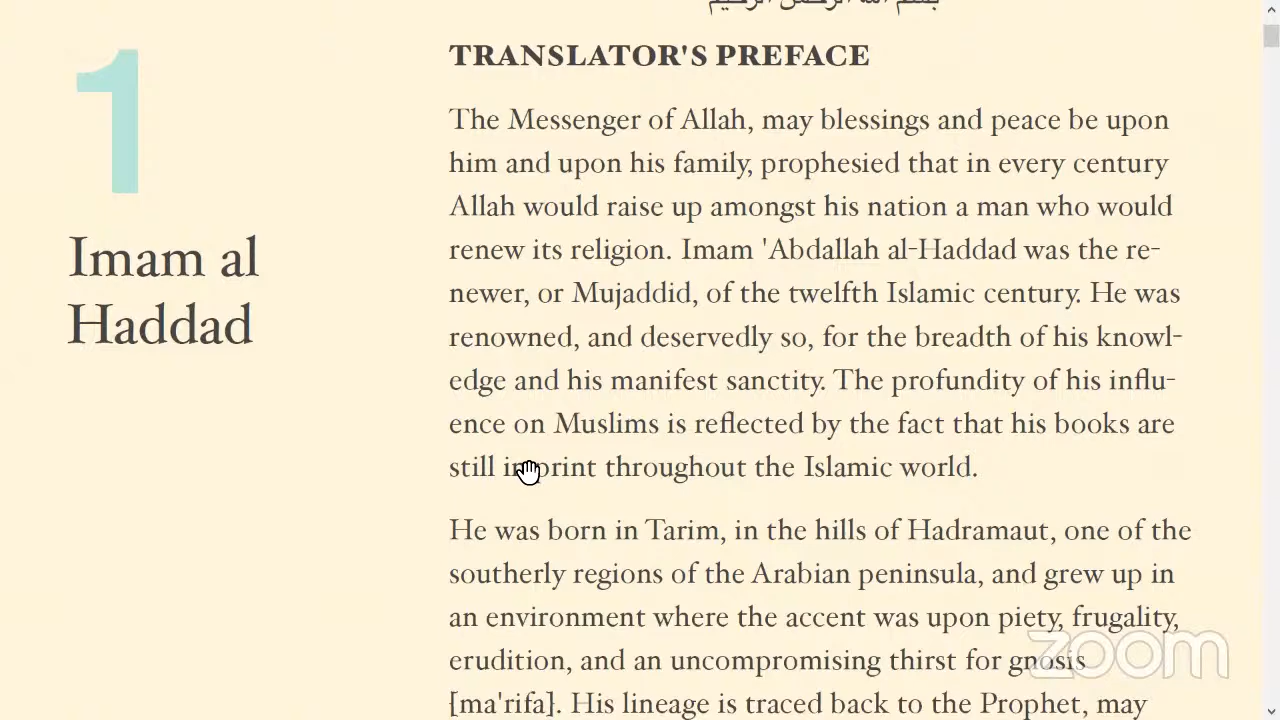 بسم الله الرحمن الرحيم
1
Imam al
Haddad
TRANSLATOR'S PREFACE
The Messenger of Allah, may blessings and peace be upon
him and upon his family, prophesied that in every century
Allah would raise up amongst his nation a man who would
renew its religion. Imam 'Abdallah al-Haddad was the re-
newer, or Mujaddid, of the twelfth Islamic century. He was
renowned, and deservedly so, for the breadth of his knowl-
edge and his manifest sanctity. The profundity of his influ-
ence on Muslims is reflected by the fact that his books are
still in print throughout the Islamic world.
He was born in Tarim, in the hills of Hadramaut, one of the
southerly regions of the Arabian peninsula, and grew up in
an environment where the accent was upon piety, frugality,
erudition, and an uncompromising thirst for gnosis
[ma'rifa]. His lineage is traced back to the Prophet, may
zoom